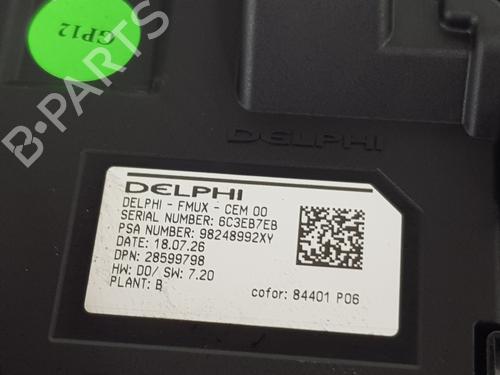 GP12
B-PARTS
DELPHI
DELPHI
DELPHI - FMUX - CEM 00
SERIAL NUMBER: 6C3EB7EB
PSA NUMBER: 98248992XY
DATE: 18.07.26
DPN: 28599798
HW: D0/ SW: 7.20
PLANT: B
cofor: 84401 P06